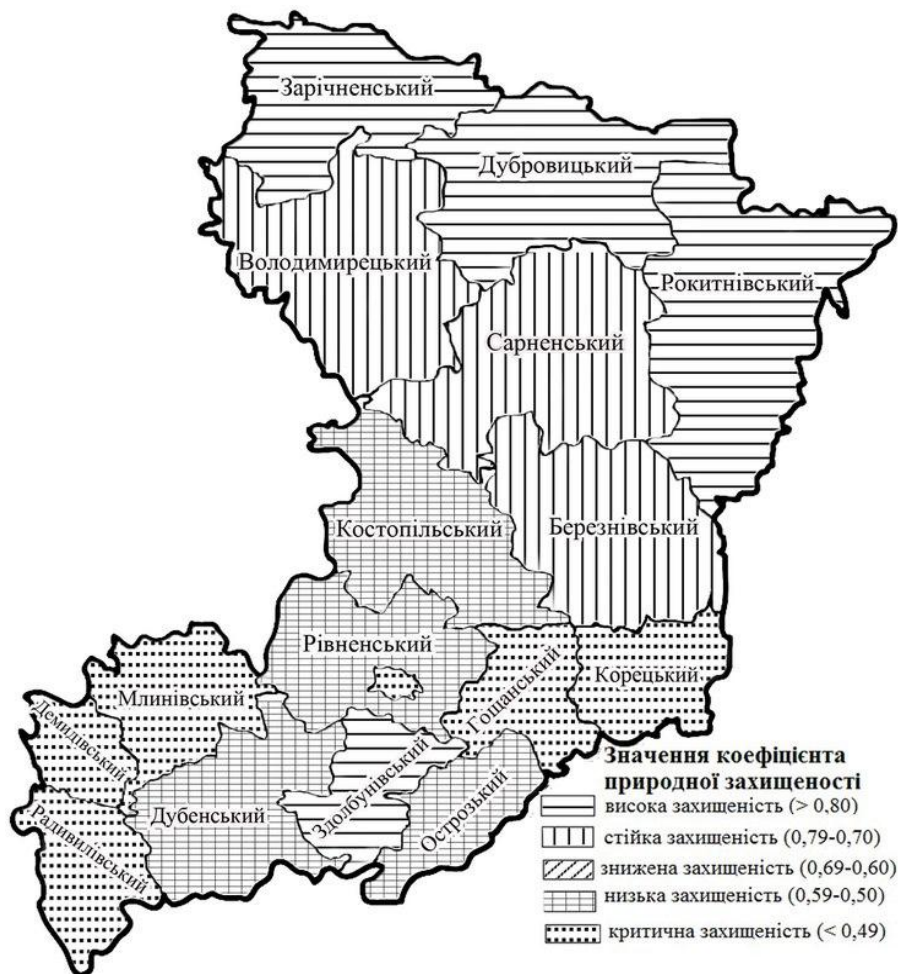 Зарічненський
Дубровицький
Володимирецький
Рокитнівський
Сарненський
Костопільський
Березнівський
Рівненський
Гощанський
Корецький
Млинівський
Демидівський
Здолбунівський
Острозький
Дубенський
Радивилівський
Значення коефіцієнта
природної захищеності
висока захищеність (> 0,80)
стійка захищеність (0,79-0,70)
знижена захищеність (0,69-0,60)
низька захищеність (0,59-0,50)
критична захищеність (< 0,49)